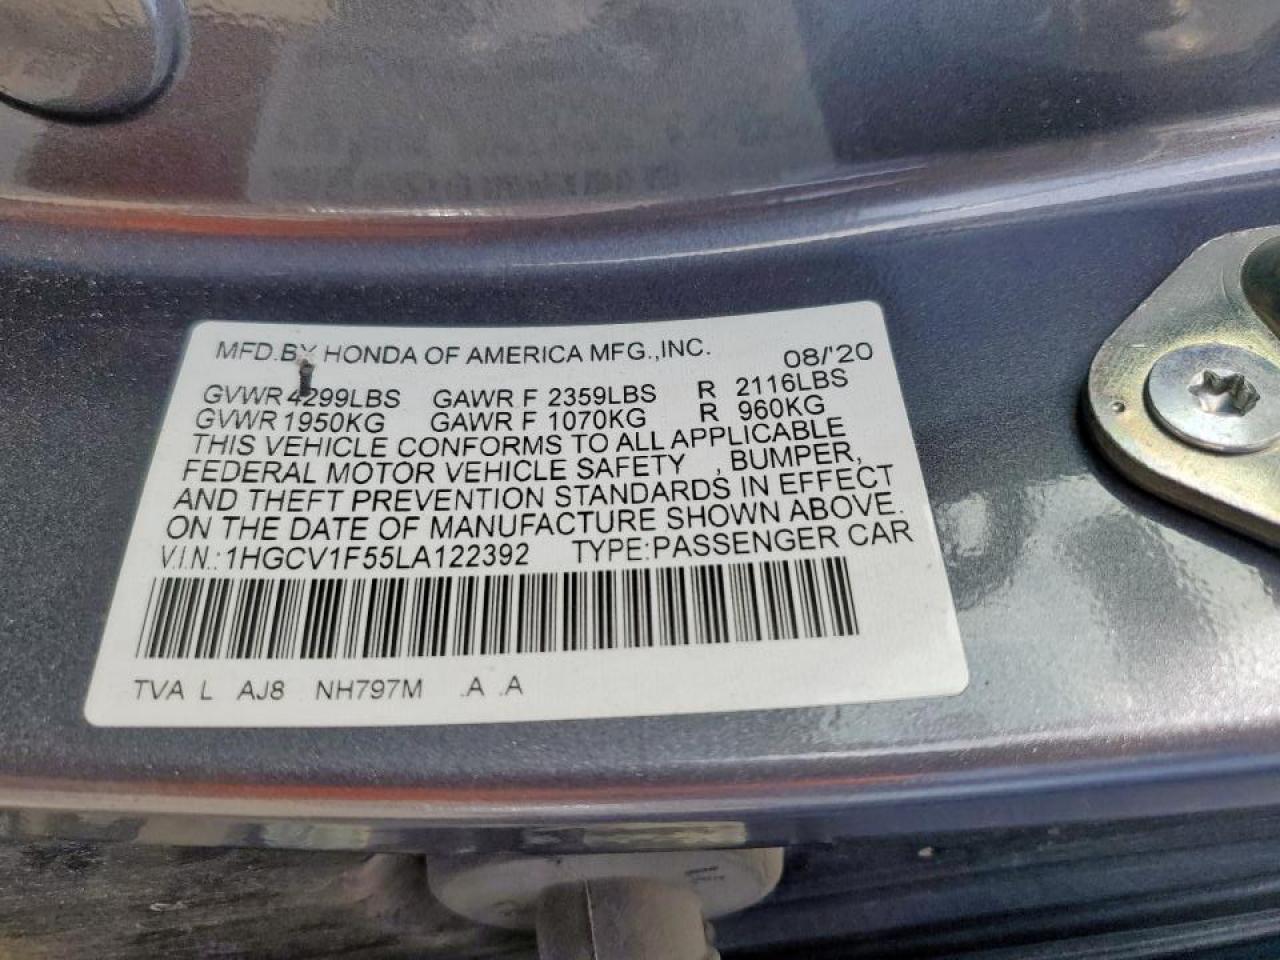 MFD.BY HONDA OF AMERICA MFG.,INC. 08/'20
GVWR 4299LBS GAWR F 2359LBS R 2116LBS
GVWR 1950KG GAWR F 1070KG R 960KG
THIS VEHICLE CONFORMS TO ALL APPLICABLE
FEDERAL MOTOR VEHICLE SAFETY , BUMPER,
AND THEFT PREVENTION STANDARDS IN EFFECT
ON THE DATE OF MANUFACTURE SHOWN ABOVE.
V.I.N.: 1HGCV1F55LA122392 TYPE:PASSENGER CAR
TVA L AJ8 NH797M .A .A